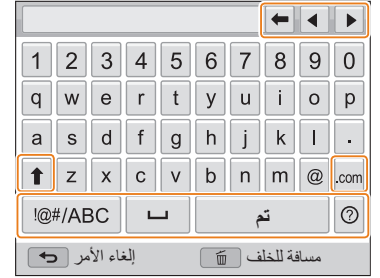 1 2 3 4 5 6 7 8 9 0
q w e r t y u i o p
a s d f g h j k l .
z x c v b n m @ .com
!@#/ABC تم ?
مسافة للخلف إلغاء الأمر